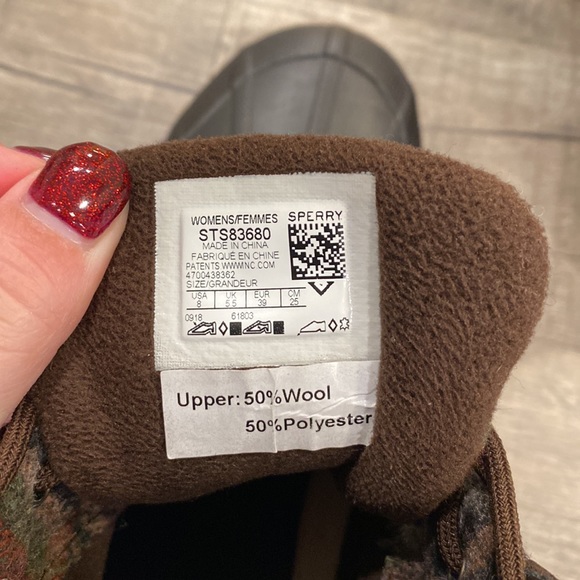 WOMENS/FEMMES SPERRY
STS83680
MADE IN CHINA
FABRIQUÉ EN CHINE
PATENTS WWWINC COM
4700438362
SIZE/GRANDEUR
USA UK EUR CM
8 5.5 39 25
0918 61803
Upper: 50%Wool
50%Polyester